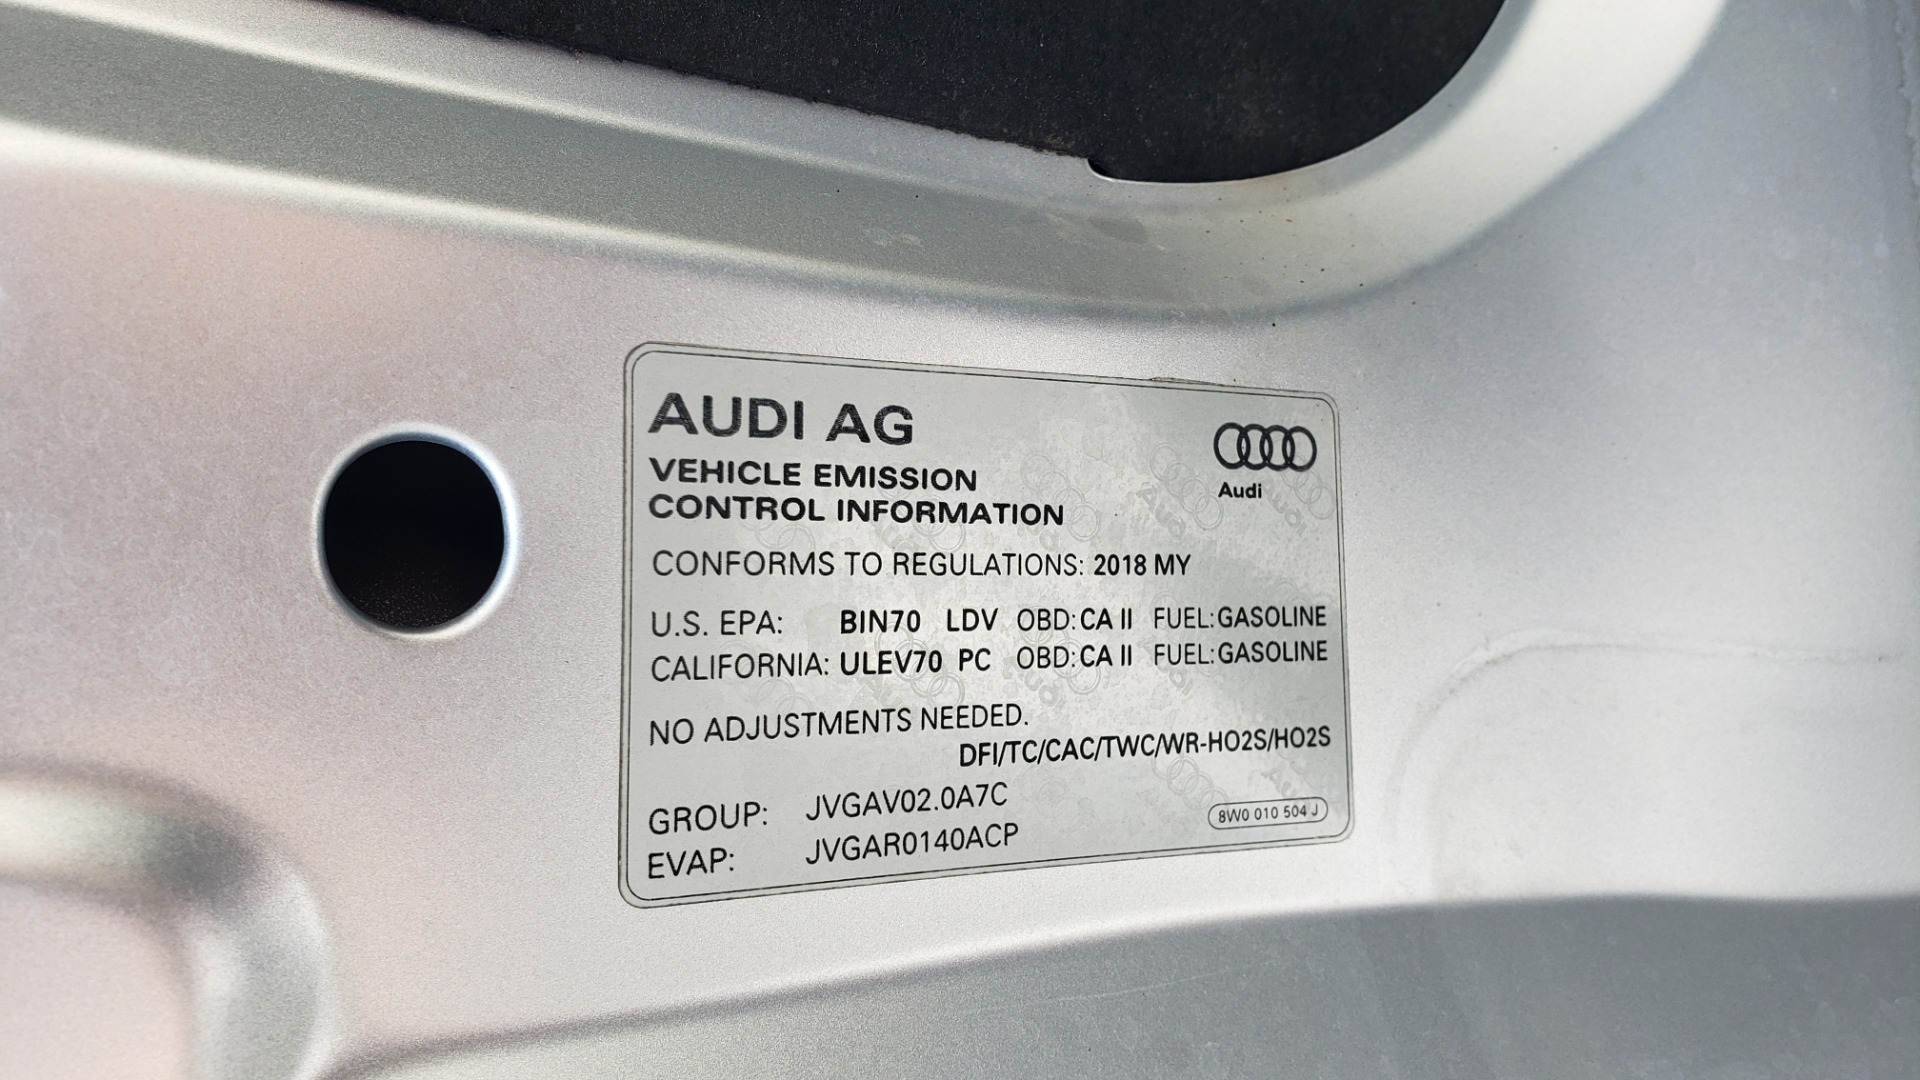 AUDI AG
Audi
VEHICLE EMISSION
CONTROL INFORMATION
CONFORMS TO REGULATIONS: 2018 MY
U.S. EPA: BIN70 LDV OBD:CA II FUEL:GASOLINE
CALIFORNIA: ULEV70 PC OBD:CA II FUEL:GASOLINE
NO ADJUSTMENTS NEEDED.
DFI/TC/CAC/TWC/WR-HO2S/HO2S
GROUP: JVGAV02.0A7C
EVAP: JVGAR0140ACP
8W0 010 504 J